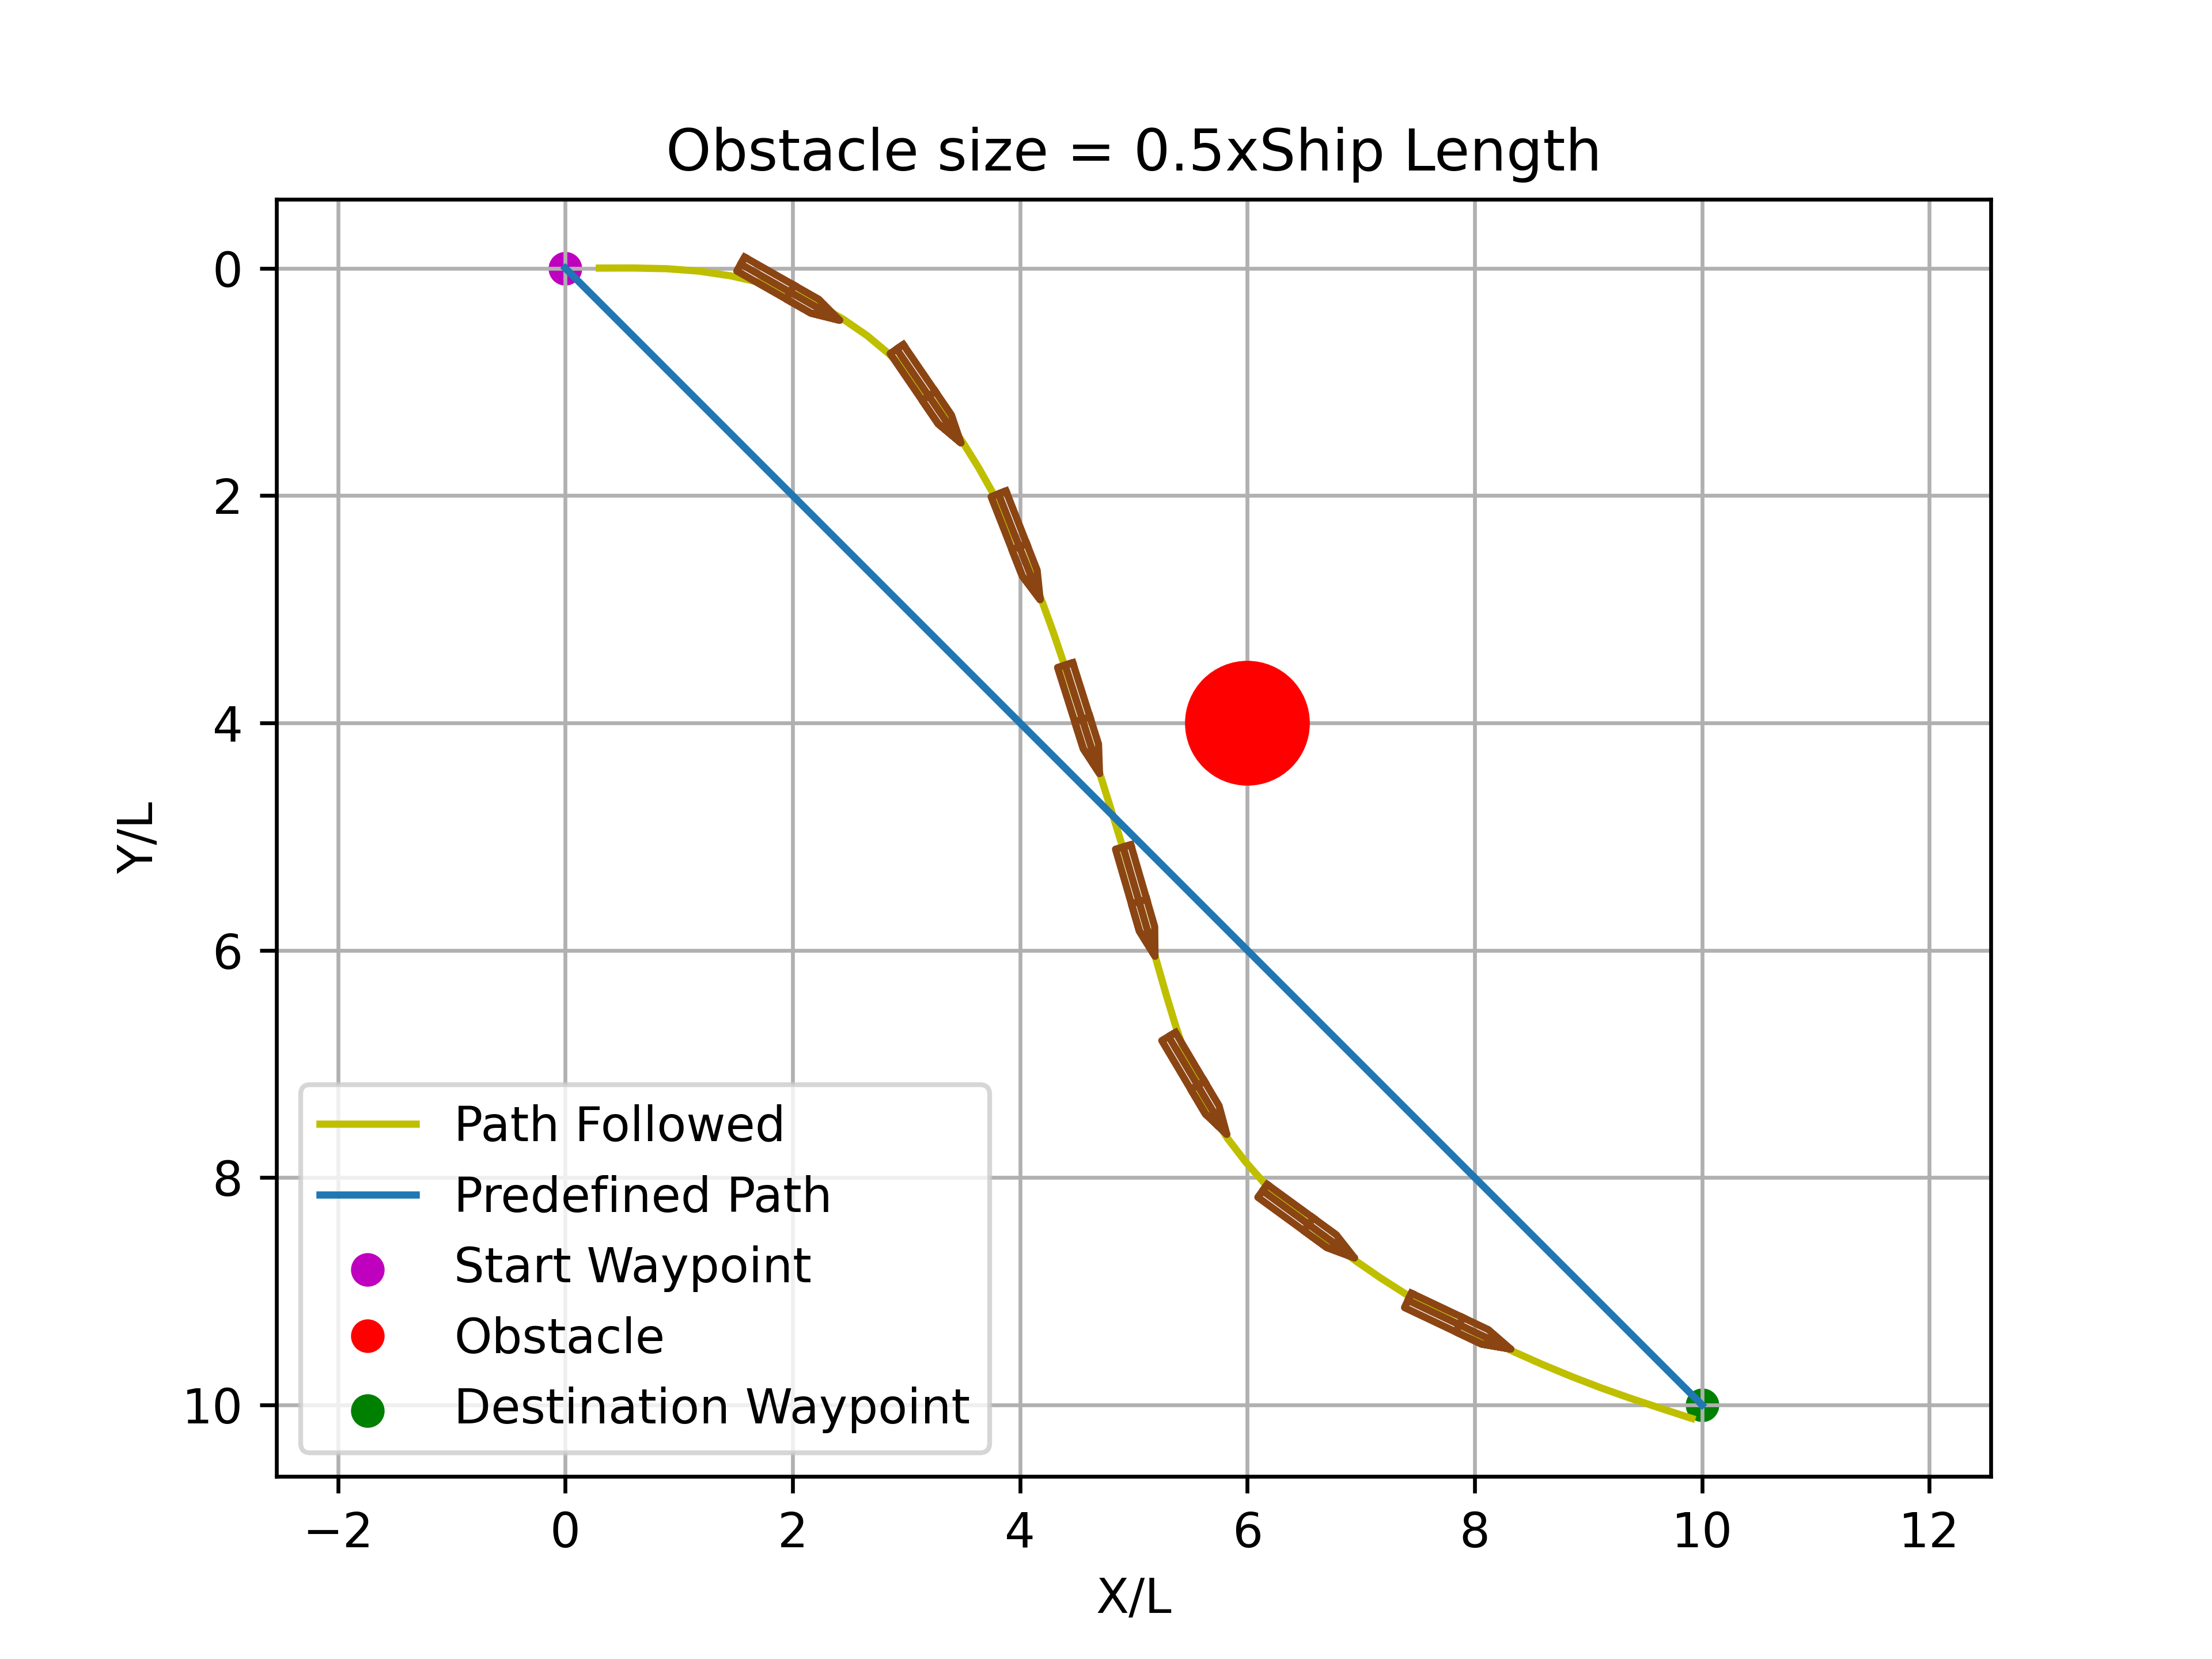 Obstacle size = 0.5xShip Length
0
2
4
6
8
10
Y/L
Path Followed
Predefined Path
Start Waypoint
Obstacle
Destination Waypoint
−2 0 2 4 6 8 10 12
X/L